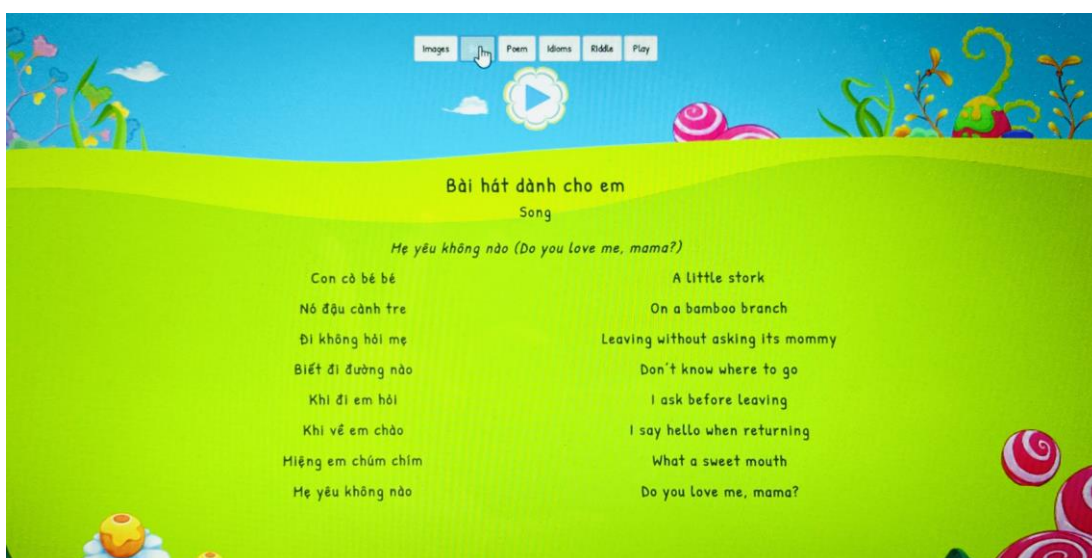 Images Poem Idioms Riddle Play
Bài hát dành cho em
Song
Mẹ yêu không nào (Do you love me, mama?)
Con cò bé bé
Nó đậu cành tre
Đi không hỏi mẹ
Biết đi đường nào
Khi đi em hỏi
Khi về em chào
Miệng em chúm chím
Mẹ yêu không nào
A little stork
On a bamboo branch
Leaving without asking its mommy
Don't know where to go
I ask before leaving
I say hello when returning
What a sweet mouth
Do you love me, mama?